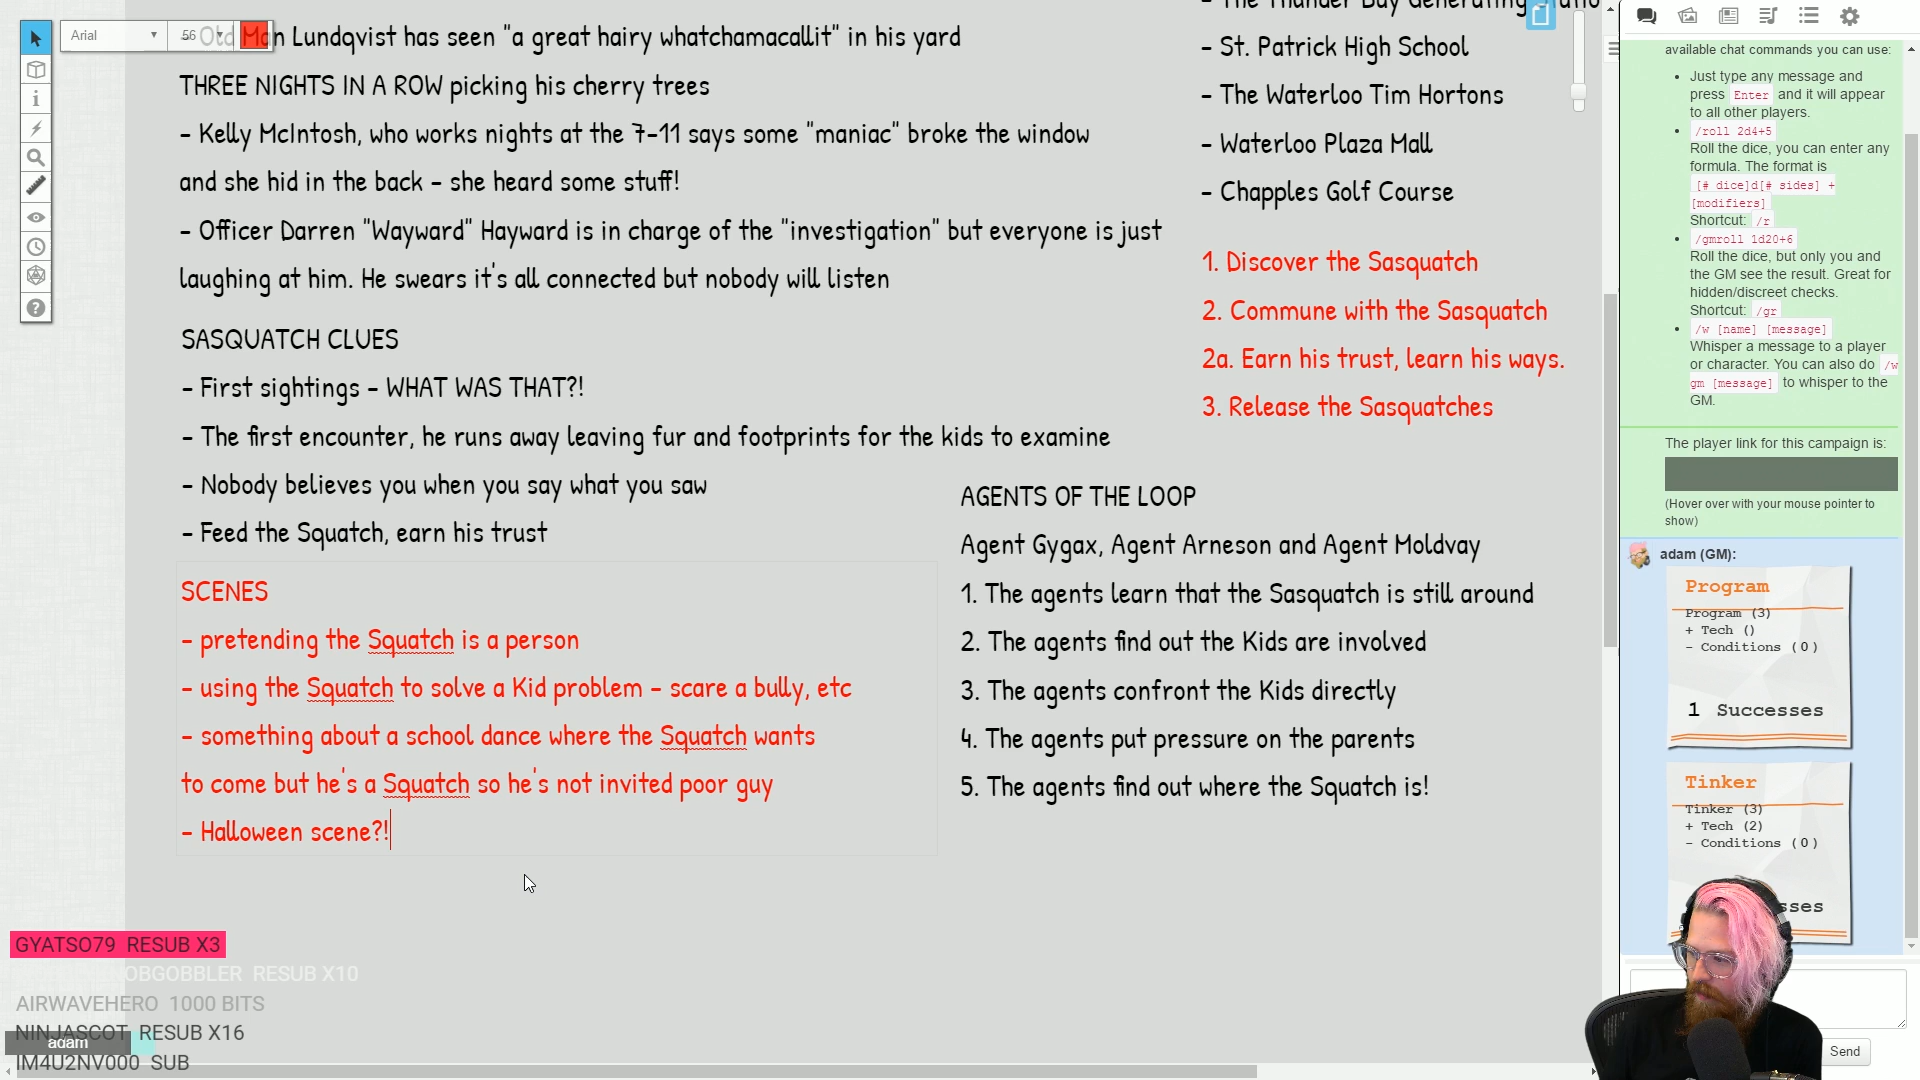 Arial
56
Old Man Lundqvist has seen "a great hairy whatchamacallit" in his yard
THREE NIGHTS IN A ROW picking his cherry trees
- Kelly McIntosh, who works nights at the 7-11 says some "maniac" broke the window
and she hid in the back - she heard some stuff!
- Officer Darren "Wayward" Hayward is in charge of the "investigation" but everyone is just
laughing at him. He swears it's all connected but nobody will listen
SASQUATCH CLUES
- First sightings - WHAT WAS THAT?!
- The first encounter, he runs away leaving fur and footprints for the kids to examine
- Nobody believes you when you say what you saw
- Feed the Squatch, earn his trust
SCENES
- pretending the Squatch is a person
- using the Squatch to solve a Kid problem - scare a bully, etc
- something about a school dance where the Squatch wants
to come but he's a Squatch so he's not invited poor guy
- Halloween scene?!
- The Thunder Bay Generating
- St. Patrick High School
- The Waterloo Tim Hortons
- Waterloo Plaza Mall
- Chapples Golf Course
1. Discover the Sasquatch
2. Commune with the Sasquatch
2a. Earn his trust, learn his ways.
3. Release the Sasquatches
AGENTS OF THE LOOP
Agent Gygax, Agent Arneson and Agent Moldvay
1. The agents learn that the Sasquatch is still around
2. The agents find out the Kids are involved
3. The agents confront the Kids directly
4. The agents put pressure on the parents
5. The agents find out where the Squatch is!
GYATSO79 RESUB X3
OBGOBBLER RESUB X10
AIRWAVEHERO 1000 BITS
NINJASCOT RESUB X16
adam
IM4U2NV000 SUB
available chat commands you can use:
• Just type any message and
press Enter and it will appear
to all other players.
• /roll 2d4+5
Roll the dice, you can enter any
formula. The format is
[# dice]d[# sides] +
[modifiers]
Shortcut: /r
• /gmroll 1d20+6
Roll the dice, but only you and
the GM see the result. Great for
hidden/discreet checks.
Shortcut: /gr
• /w [name] [message]
Whisper a message to a player
or character. You can also do /w
gm [message] to whisper to the
GM.
The player link for this campaign is:
(Hover over with your mouse pointer to
show)
adam (GM):
Program
Program (3)
+ Tech ()
- Conditions (0)
1 Successes
Tinker
Tinker (3)
+ Tech (2)
- Conditions (0)
Send